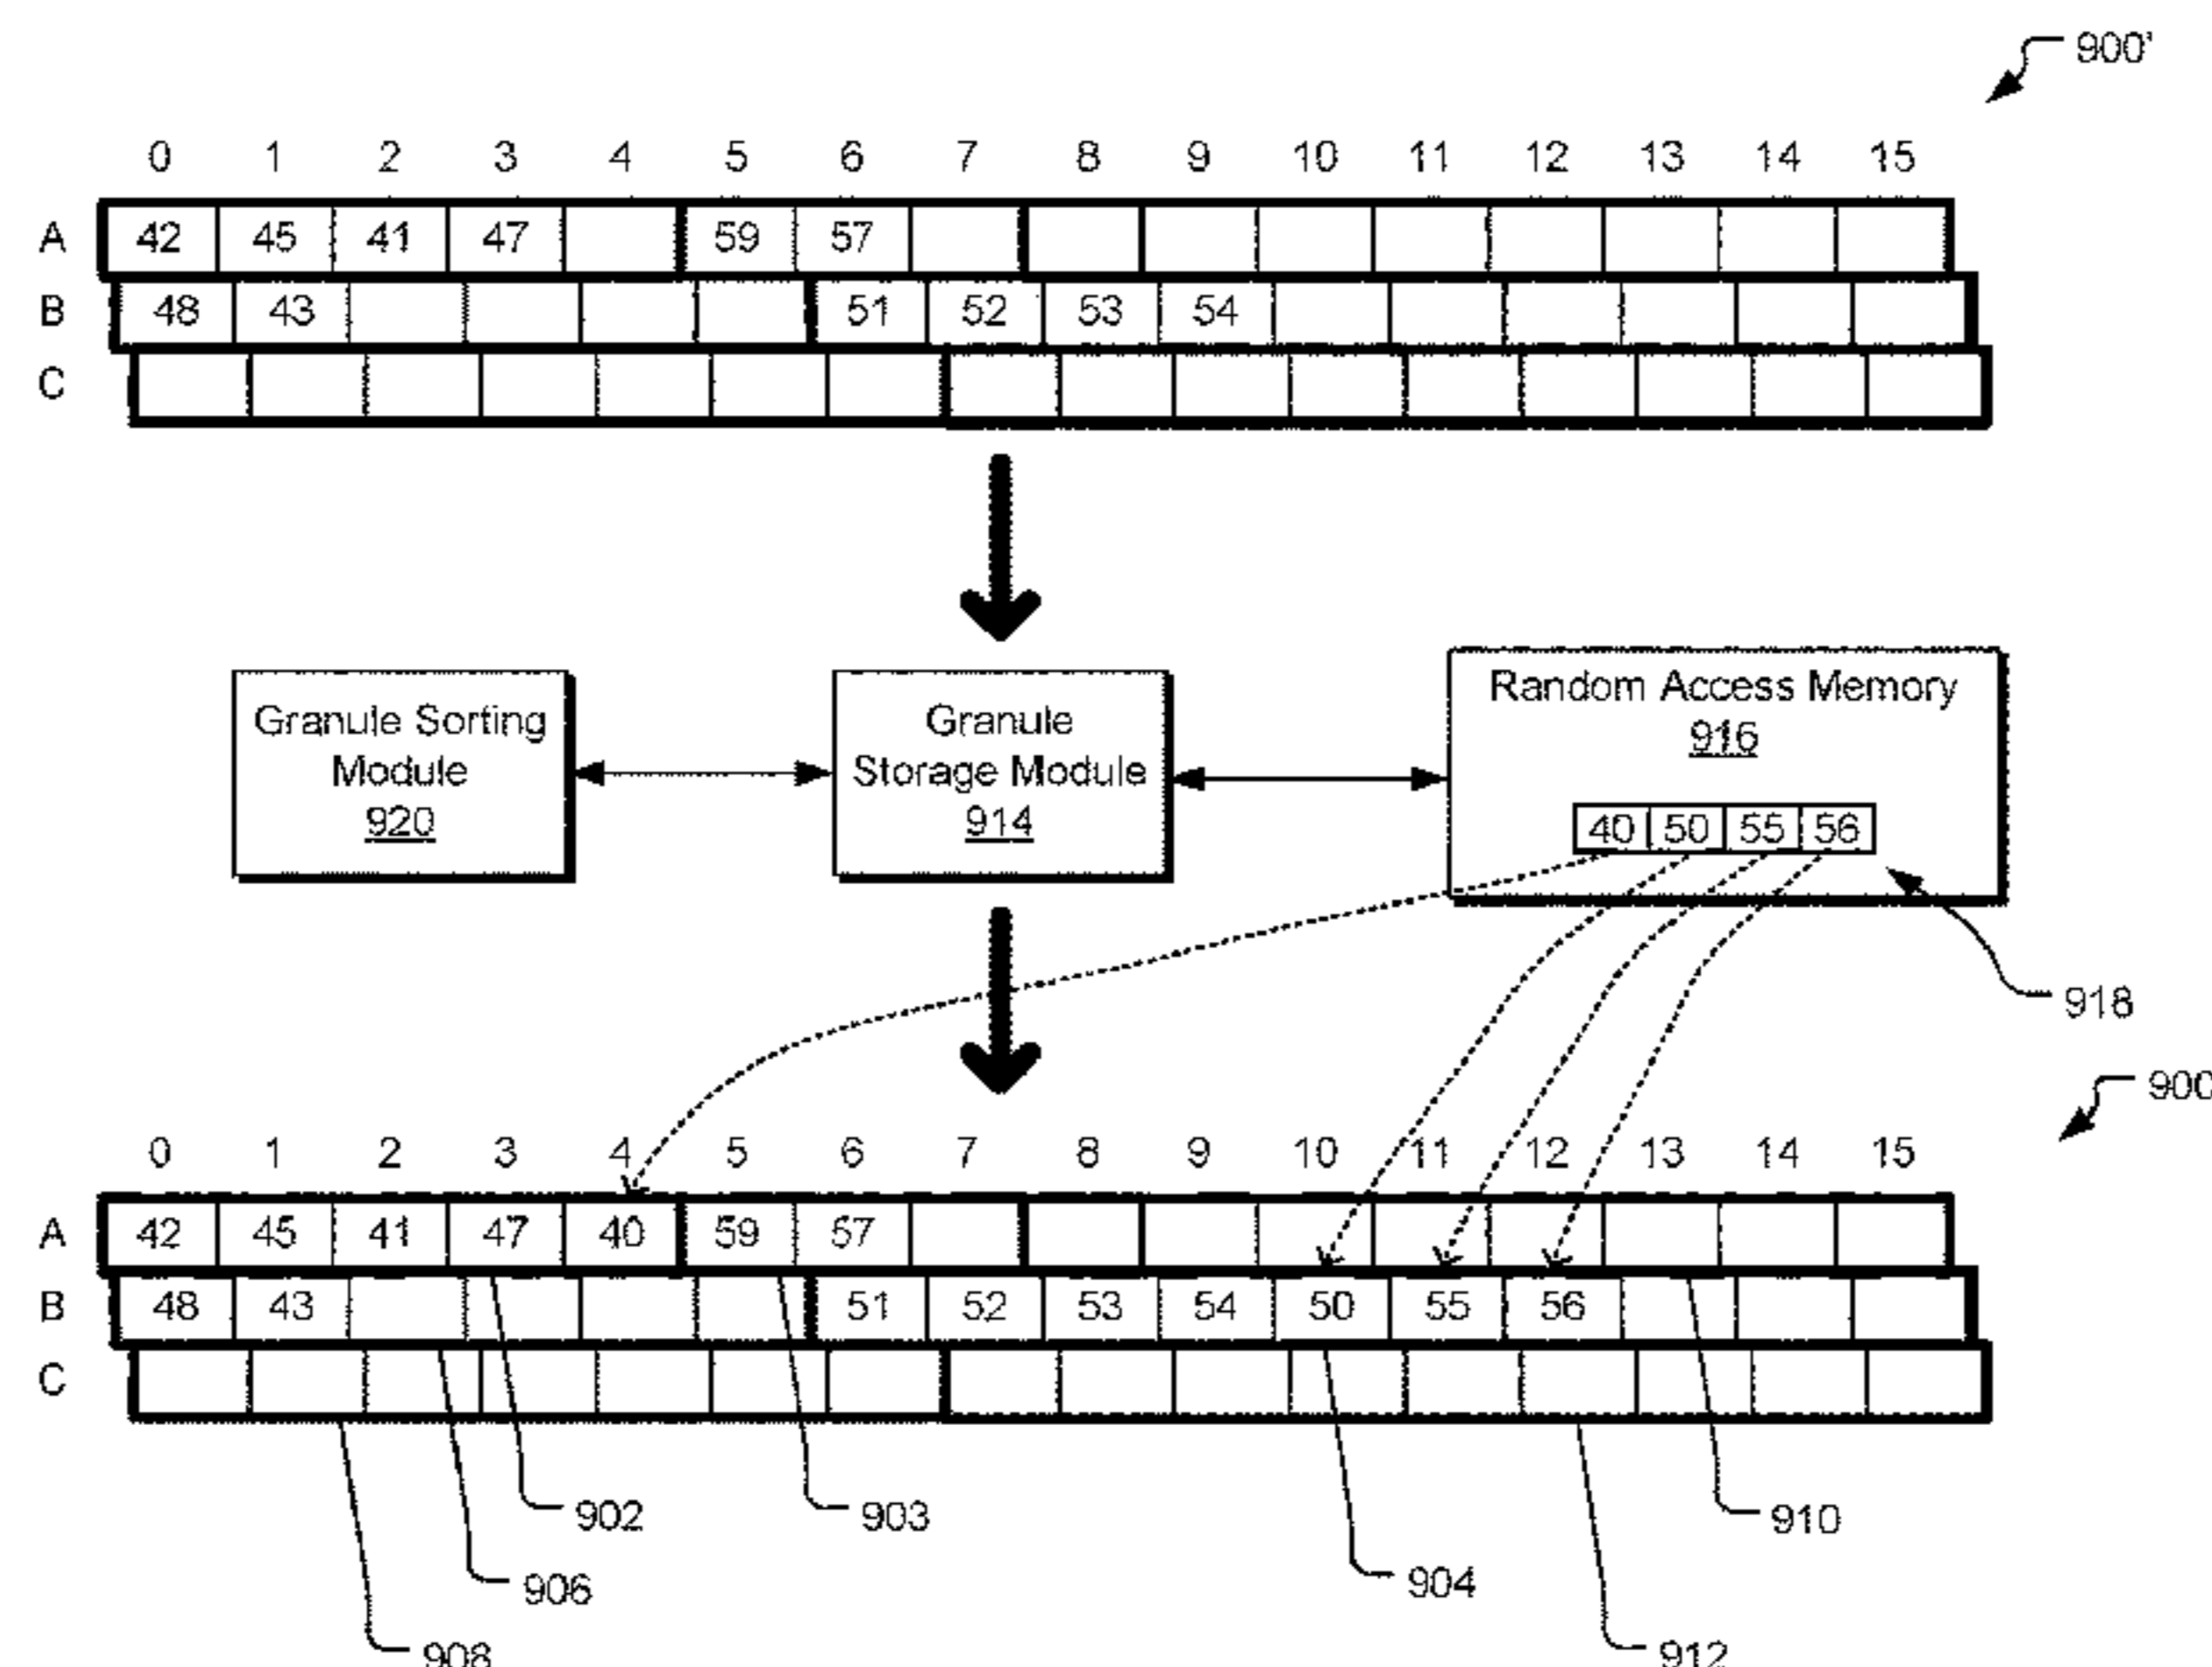 900'
0 1 2 3 4 5 6 7 8 9 10 11 12 13 14 15
A 42 45 41 47 59 57
B 48 43 51 52 53 54
C
Granule Sorting
Module
920
Granule
Storage Module
914
Random Access Memory
916
40 50 55 56
918
900
0 1 2 3 4 5 6 7 8 9 10 11 12 13 14 15
A 42 45 41 47 40 59 57
B 48 43 51 52 53 54 50 55 56
C
902 903 910
906 904
908 912